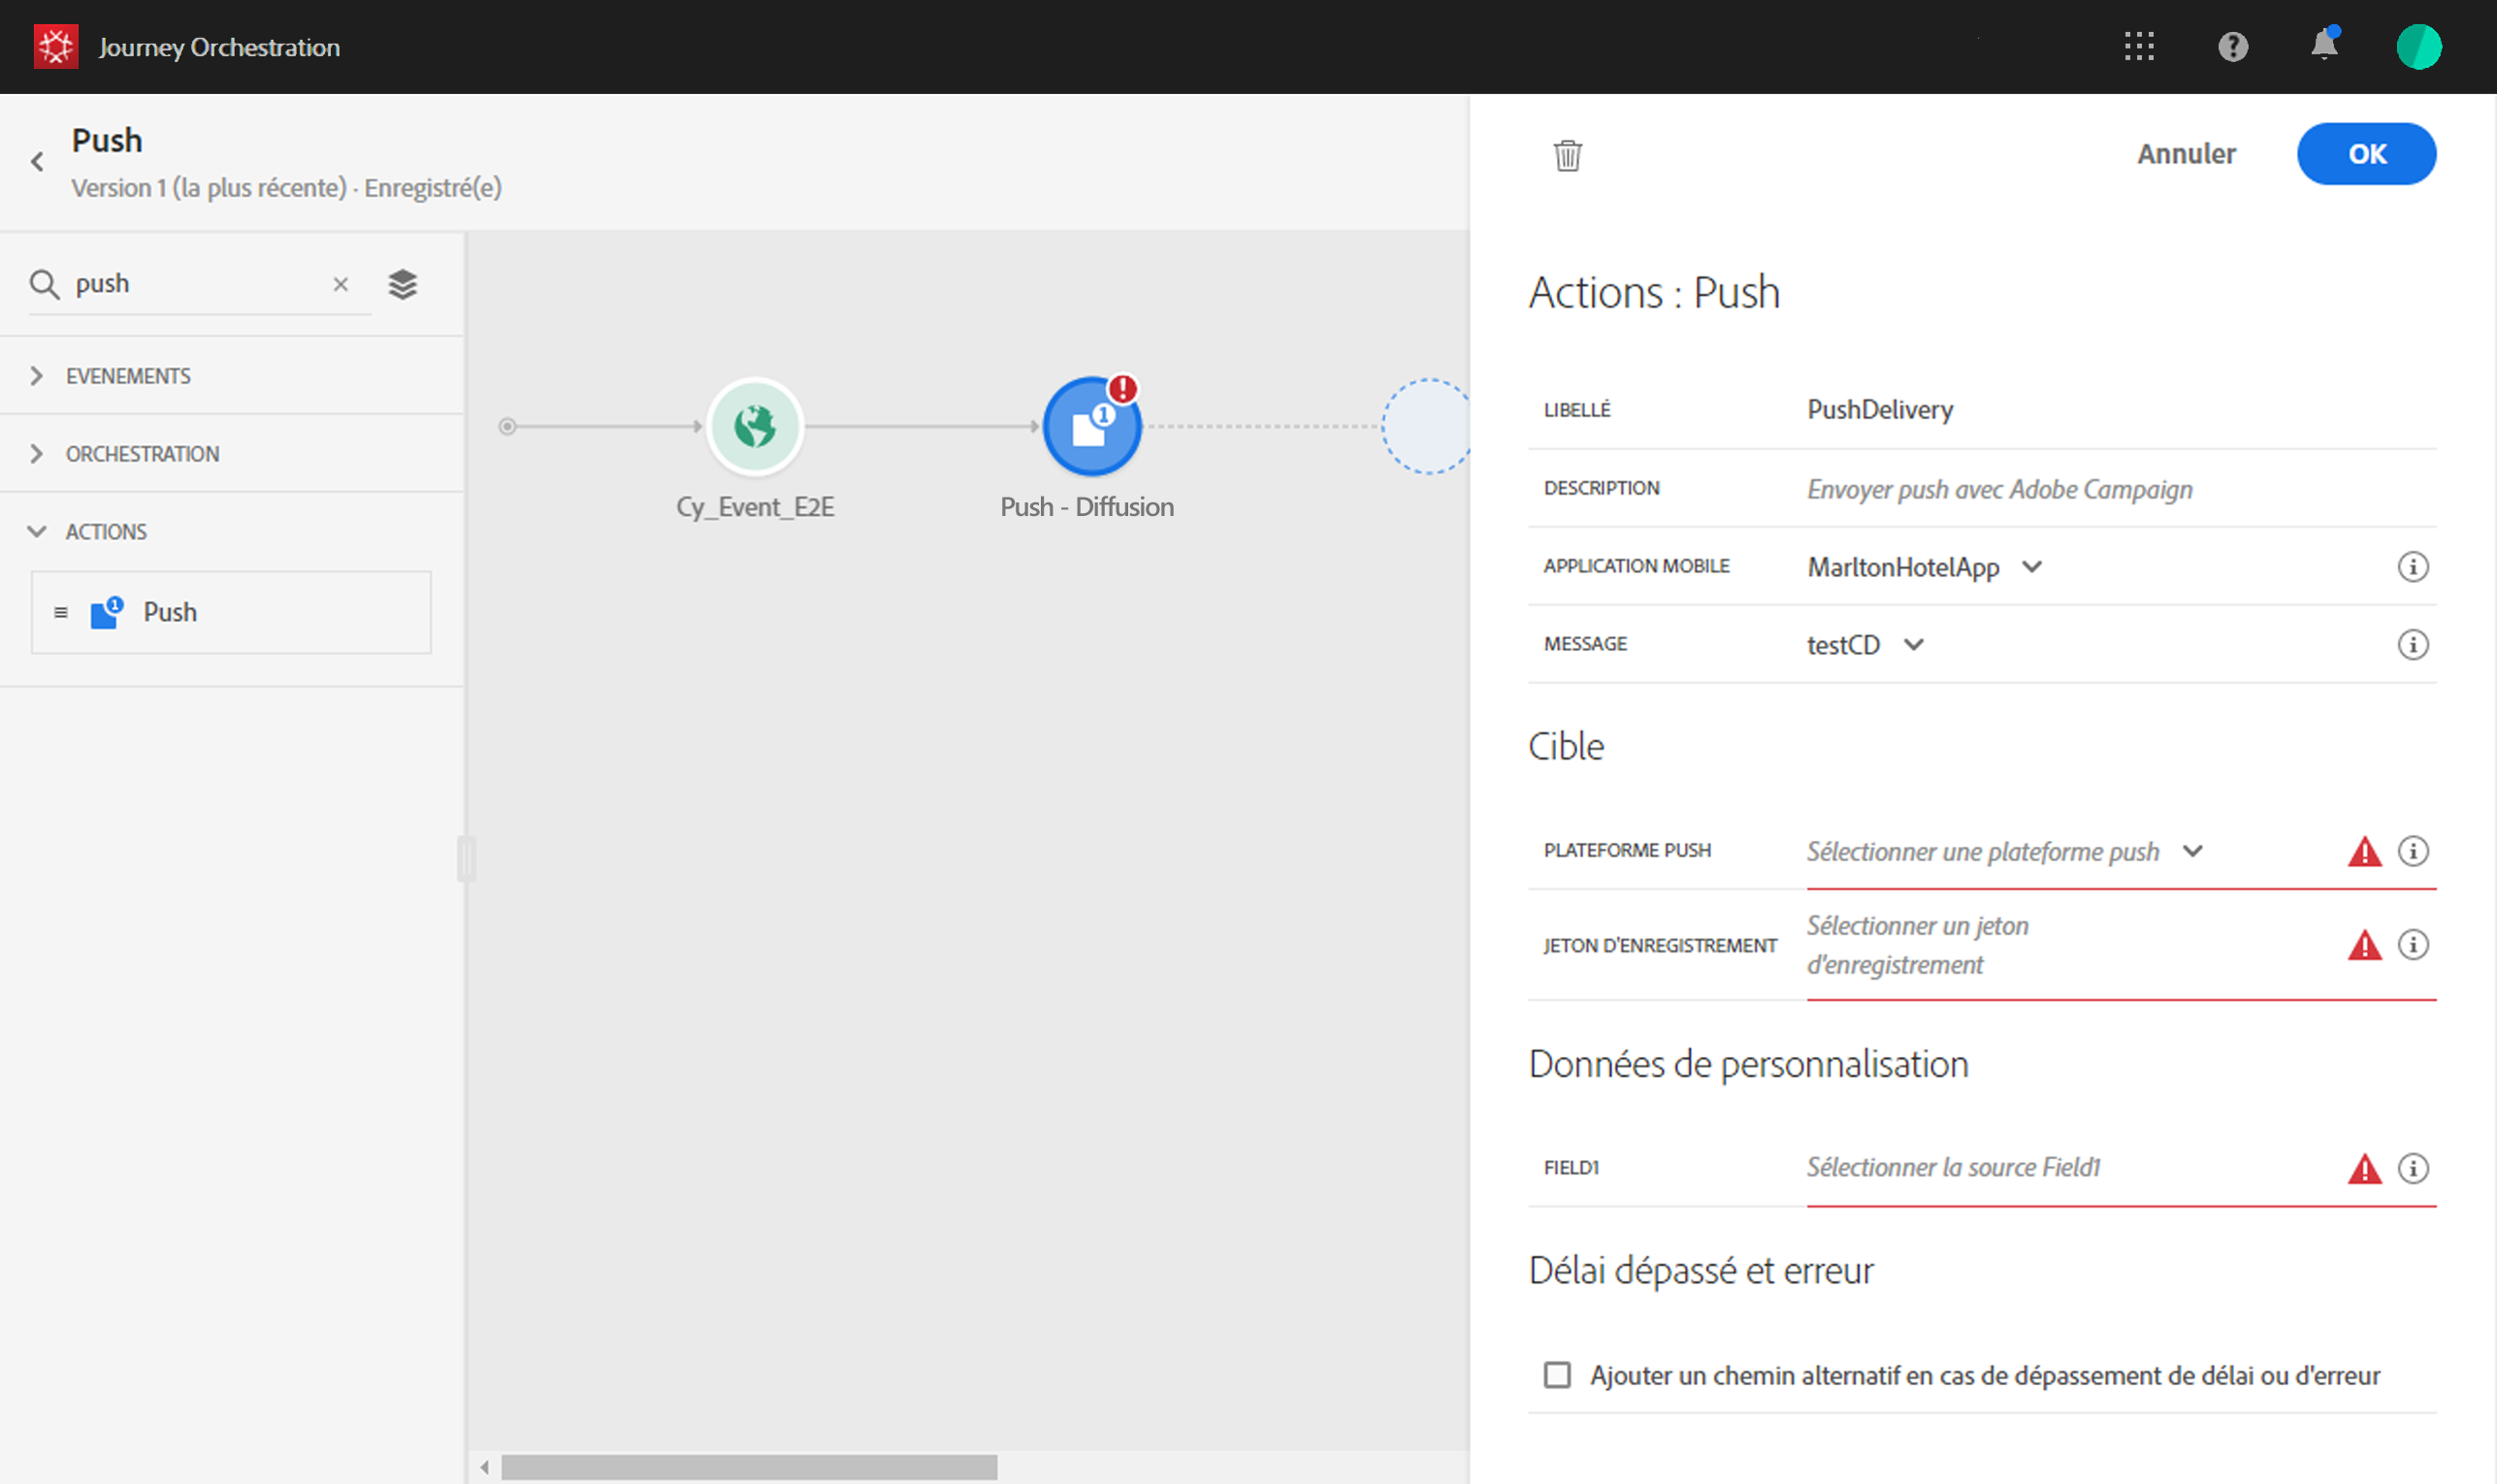 Journey Orchestration
Push
Version 1 (la plus récente) · Enregistré(e)
push
EVENEMENTS
ORCHESTRATION
ACTIONS
1 Push
Cy_Event_E2E
1
Push - Diffusion
Annuler
OK
Actions : Push
LIBELLÉ PushDelivery
DESCRIPTION Envoyer push avec Adobe Campaign
APPLICATION MOBILE MarltonHotelApp
MESSAGE testCD
Cible
PLATEFORME PUSH Sélectionner une plateforme push
JETON D'ENREGISTREMENT Sélectionner un jeton
d'enregistrement
Données de personnalisation
FIELD1 Sélectionner la source Field1
Délai dépassé et erreur
Ajouter un chemin alternatif en cas de dépassement de délai ou d'erreur